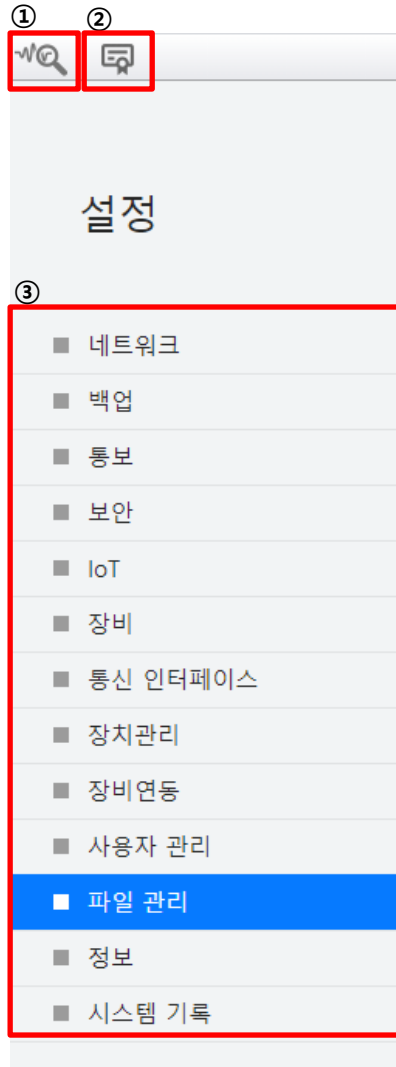 ① ②
설정
③
네트워크
백업
통보
보안
IoT
장비
통신 인터페이스
장치관리
장비연동
사용자 관리
파일 관리
정보
시스템 기록